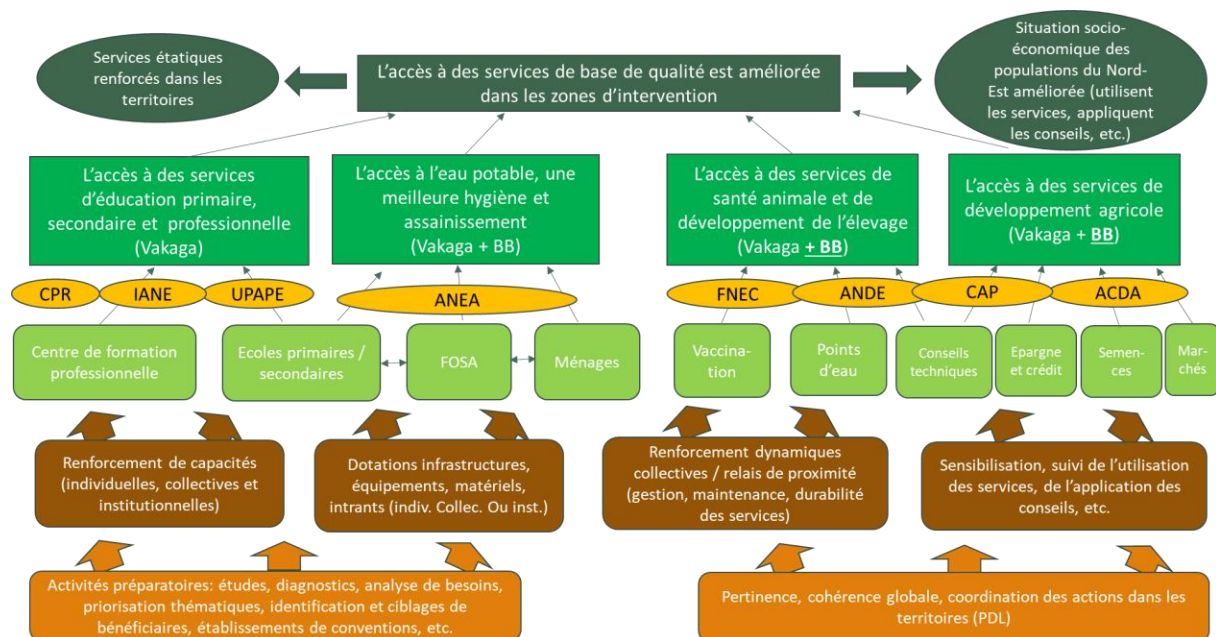 Services étatiques
renforcés dans les
territoires
L'accès à des services de base de qualité est améliorée
dans les zones d'intervention
Situation socio-
économique des
populations du Nord-
Est améliorée (utilisent
les services, appliquent
les conseils, etc.)
L'accès à des services
d'éducation primaire,
secondaire et professionnelle
(Vakaga)
L'accès à l'eau potable, une
meilleure hygiène et
assainissement
(Vakaga + BB)
L'accès à des services de
santé animale et de
développement de l'élevage
(Vakaga + BB)
L'accès à des services de
développement agricole
(Vakaga + BB)
CPR
IANE
UPAPE
ANEA
FNEC
ANDE
CAP
ACDA
Centre de formation
professionnelle
Ecoles primaires /
secondaires
FOSA
Ménages
Vaccina-
tion
Points
d'eau
Conseils
techniques
Epargne
et crédit
Semen-
ces
Mar-
chés
Renforcement de capacités
(individuelles, collectives et
institutionnelles)
Dotations infrastructures,
équipements, matériels,
intrants (indiv. Collec. Ou inst.)
Renforcement dynamiques
collectives / relais de proximité
(gestion, maintenance, durabilité
des services)
Sensibilisation, suivi de l'utilisation
des services, de l'application des
conseils, etc.
Activités préparatoires: études, diagnostics, analyse de besoins,
priorisation thématiques, identification et ciblages de
bénéficiaires, établissements de conventions, etc.
Pertinence, cohérence globale, coordination des actions dans les
territoires (PDL)